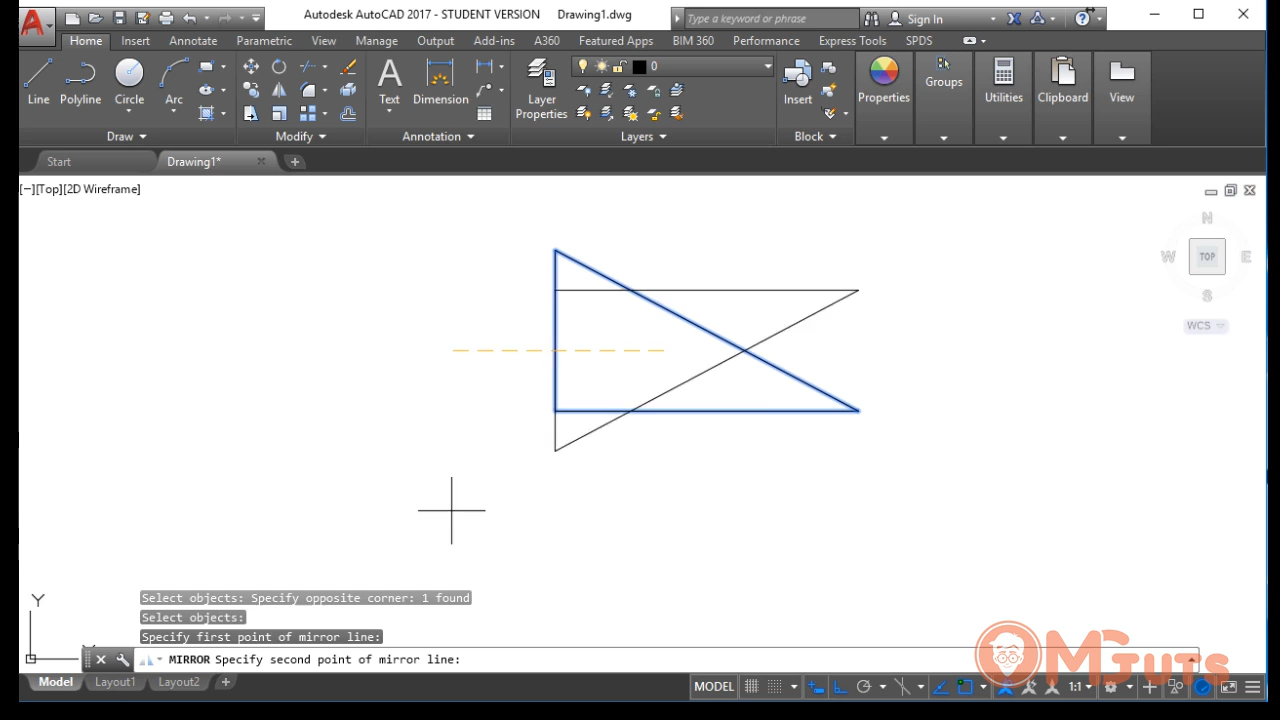 Autodesk AutoCAD 2017 - STUDENT VERSION Drawing1.dwg
Type a keyword or phrase
Sign In
Home Insert Annotate Parametric View Manage Output Add-ins A360 Featured Apps BIM 360 Performance Express Tools SPDS
0
Line Polyline Circle Arc
Text Dimension
Layer
Properties
Insert
Properties
Groups
Utilities
Clipboard
View
Draw
Modify
Annotation
Layers
Block
Start
Drawing1*
[−][Top][2D Wireframe]
N
W
TOP
E
S
WCS
Select objects: Specify opposite corner: 1 found
Select objects:
Y
Specify first point of mirror line:
MIRROR Specify second point of mirror line:
Model Layout1 Layout2
MODEL
1:1